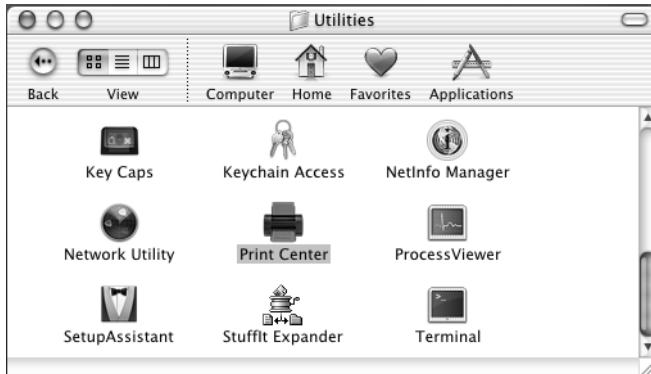 Utilities
Back View Computer Home Favorites Applications
Key Caps Keychain Access NetInfo Manager
Network Utility Print Center ProcessViewer
SetupAssistant StuffIt Expander Terminal